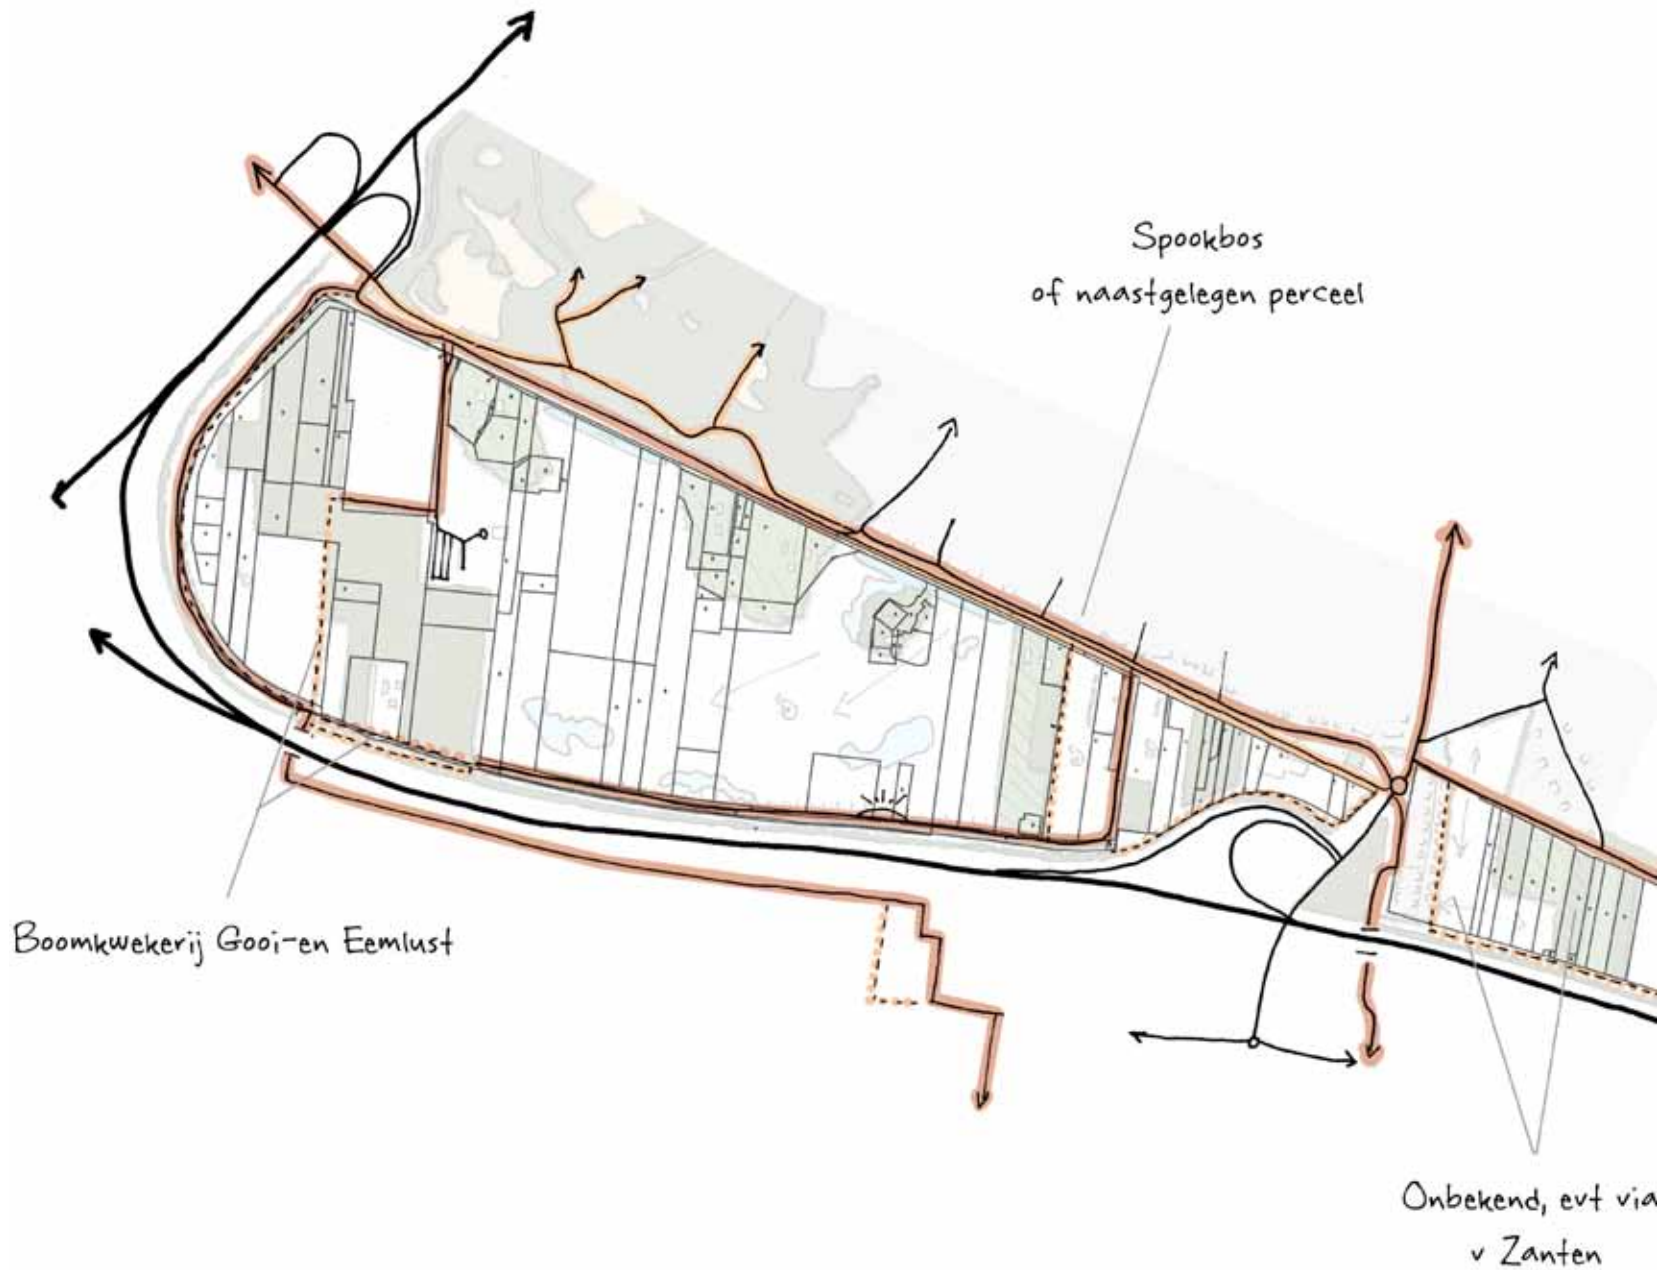 Spookbos
of naastgelegen perceel
Boomkwekerij Gooi-en Eemlust
Onbekend, evt via
v Zanten